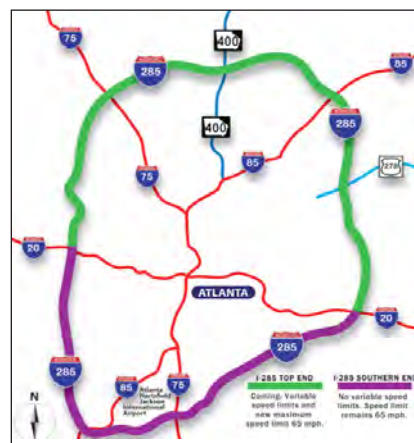 75
285
400
85
400
285
85
75
278
20
ATLANTA
20
285
285
85
Atlanta
Hartsfield
Jackson
International
Airport
75
N
I-285 TOP END
Coming. Variable
speed limits and
new maximum
speed limit 65 mph.
I-285 SOUTHERN END
No variable speed
limits. Speed limit
remains 65 mph.